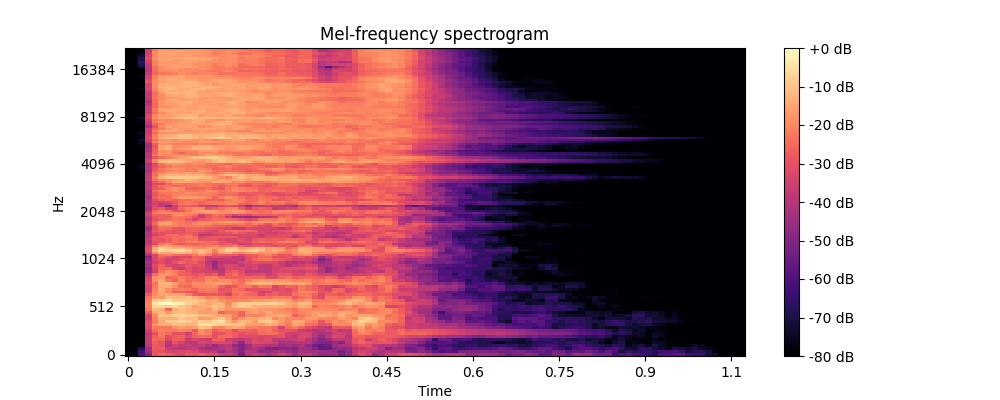 Mel-frequency spectrogram
16384
8192
4096
2048
1024
512
0
Hz
0 0.15 0.3 0.45 0.6 0.75 0.9 1.1
Time
+0 dB
-10 dB
-20 dB
-30 dB
-40 dB
-50 dB
-60 dB
-70 dB
-80 dB